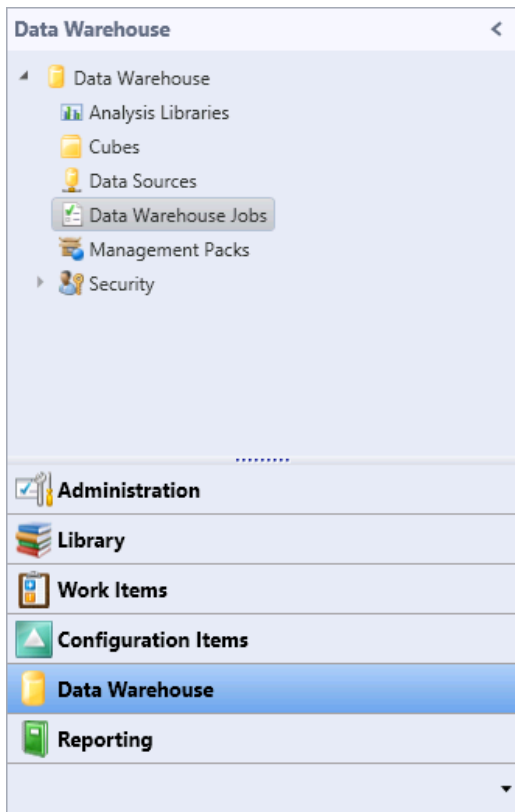 Data Warehouse
Data Warehouse
Analysis Libraries
Cubes
Data Sources
Data Warehouse Jobs
Management Packs
Security
Administration
Library
Work Items
Configuration Items
Data Warehouse
Reporting